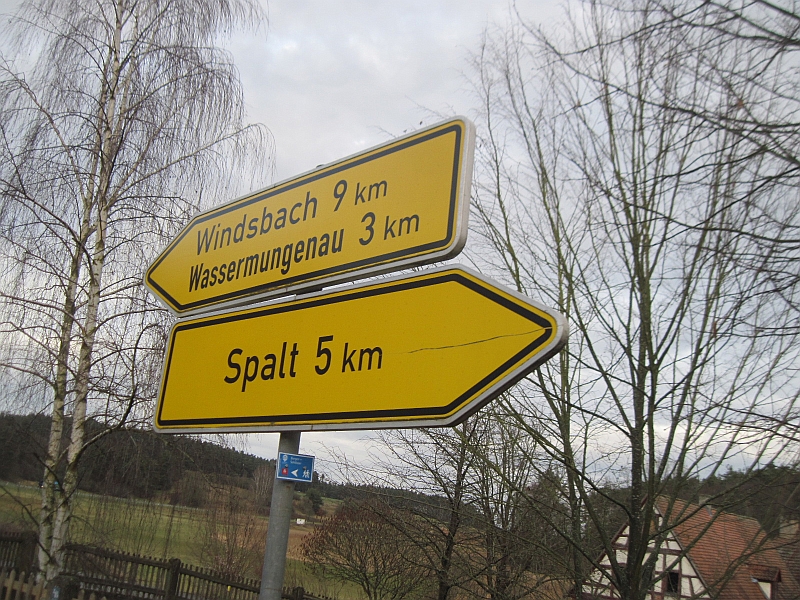 Windsbach 9 km
Wassermungenau 3 km
Spalt 5 km